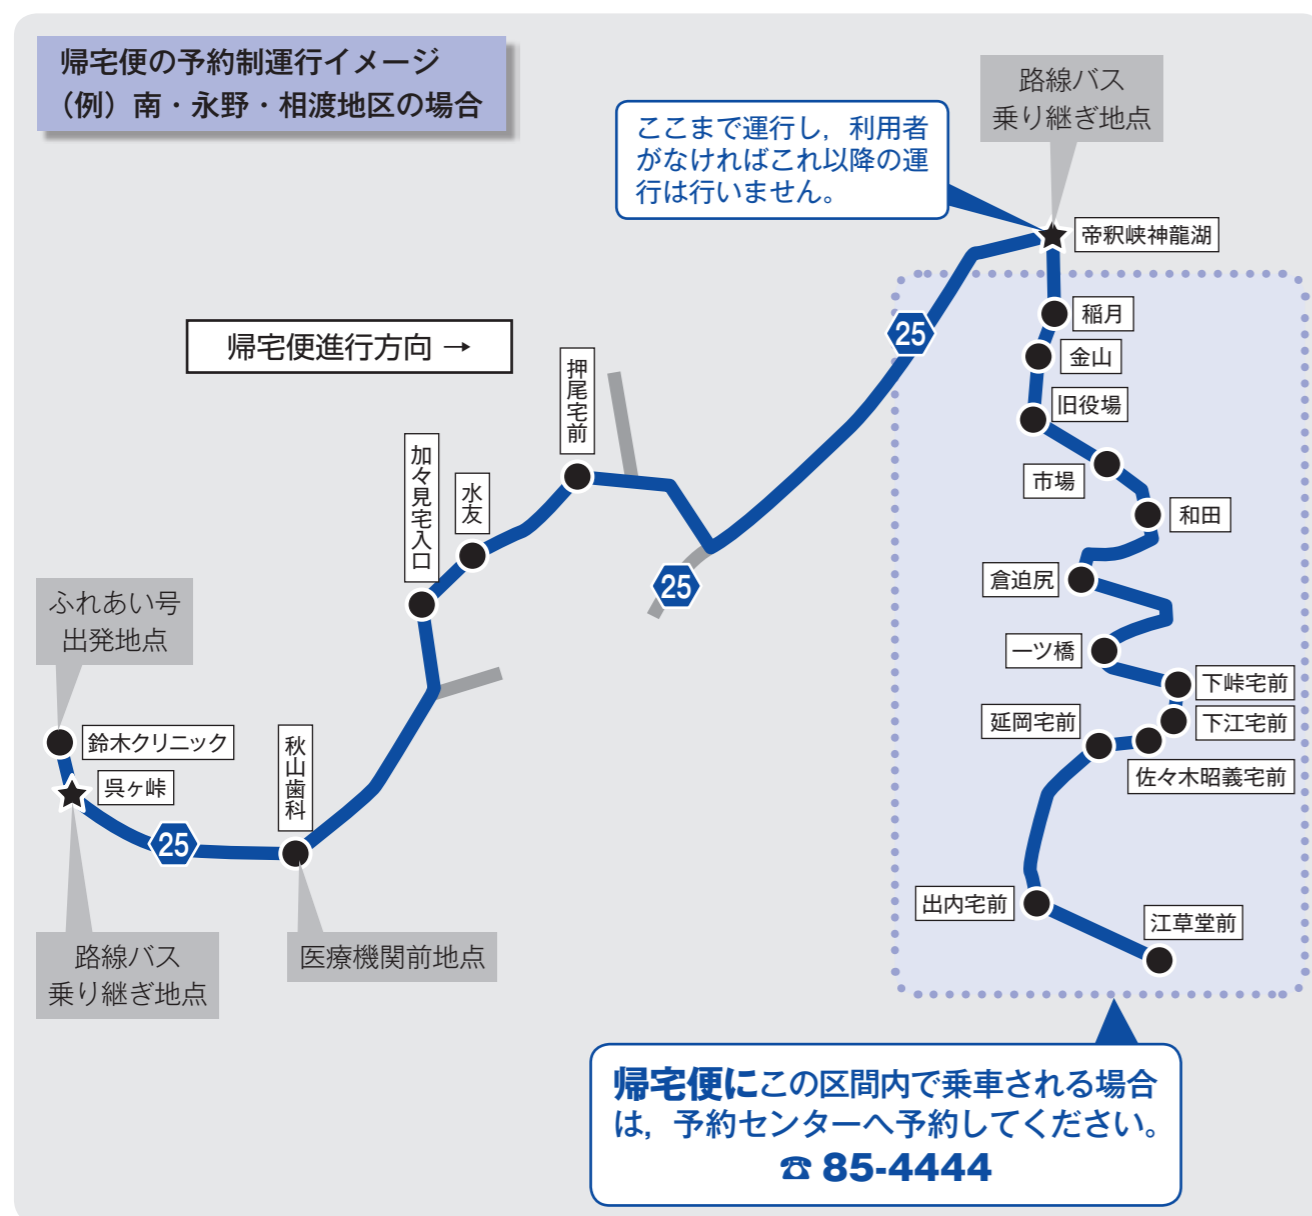 帰宅便の予約制運行イメージ
（例）南・永野・相渡地区の場合
路線バス
乗り継ぎ地点
ここまで運行し，利用者
がなければこれ以降の運
行は行いません。
帝釈峡神龍湖
帰宅便進行方向 →
25
稲月
金山
旧役場
市場
和田
倉迫尻
一ツ橋
下峠宅前
下江宅前
佐々木昭義宅前
延岡宅前
出内宅前
江草堂前
押尾宅前
水友
加々見宅入口
25
ふれあい号
出発地点
鈴木クリニック
呉ヶ峠
25
秋山歯科
路線バス
乗り継ぎ地点
医療機関前地点
帰宅便にこの区間内で乗車される場合
は，予約センターへ予約してください。
☎ 85-4444